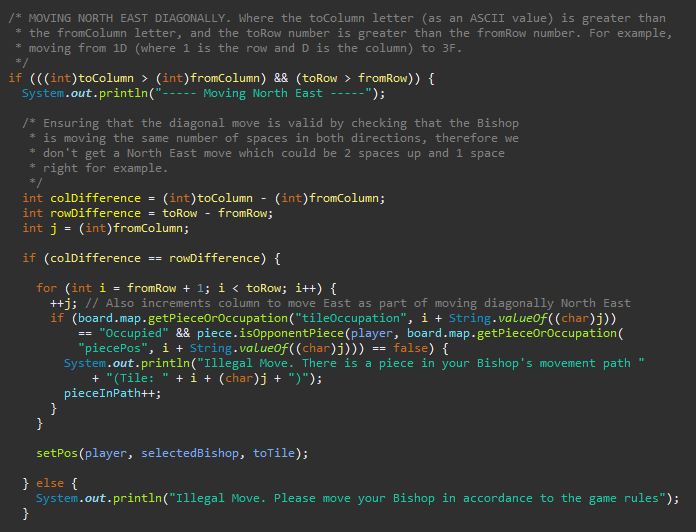 /* MOVING NORTH EAST DIAGONALLY. Where the toColumn letter (as an ASCII value) is greater than
* the fromColumn letter, and the toRow number is greater than the fromRow number. For example,
* moving from 1D (where 1 is the row and D is the column) to 3F.
*/
if (((int)toColumn > (int)fromColumn) && (toRow > fromRow)) {
System.out.println("----- Moving North East -----");
/* Ensuring that the diagonal move is valid by checking that the Bishop
* is moving the same number of spaces in both directions, therefore we
* don't get a North East move which could be 2 spaces up and 1 space
* right for example.
*/
int colDifference = (int)toColumn - (int)fromColumn;
int rowDifference = toRow - fromRow;
int j = (int)fromColumn;
if (colDifference == rowDifference) {
for (int i = fromRow + 1; i < toRow; i++) {
++j; // Also increments column to move East as part of moving diagonally North East
if (board.map.getPieceOrOccupation("tileOccupation", i + String.valueOf((char)j))
== "Occupied" && piece.isOpponentPiece(player, board.map.getPieceOrOccupation(
"piecePos", i + String.valueOf((char)j))) == false) {
System.out.println("Illegal Move. There is a piece in your Bishop's movement path "
+ "(Tile: " + i + (char)j + ")");
pieceInPath++;
}
}
setPos(player, selectedBishop, toTile);
} else {
System.out.println("Illegal Move. Please move your Bishop in accordance to the game rules");
}